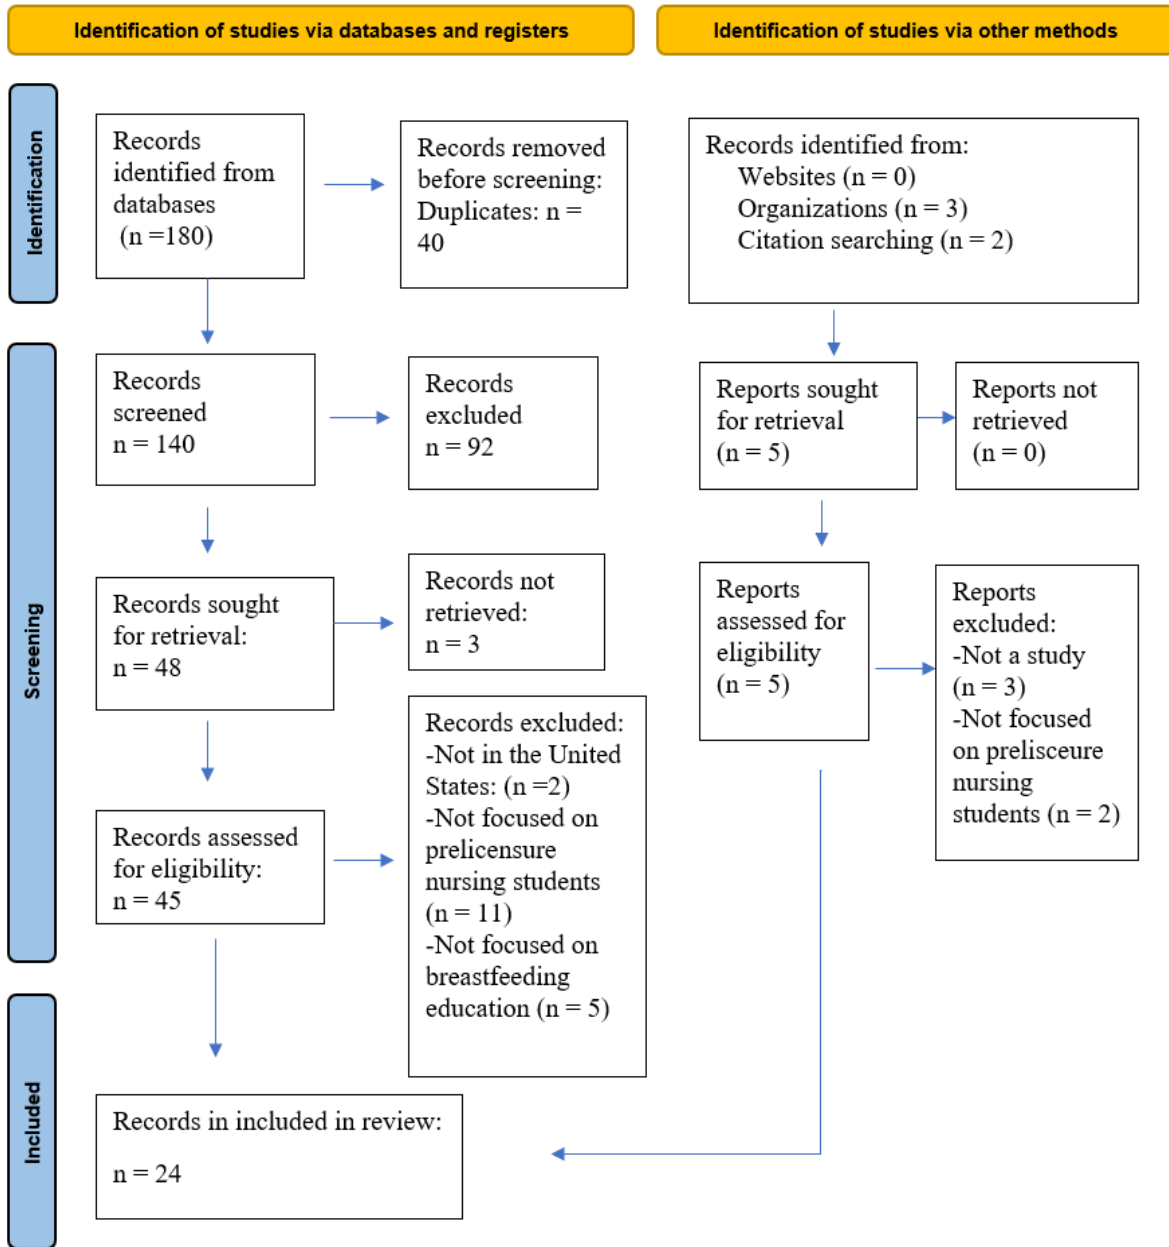 Identification of studies via databases and registers
Identification of studies via other methods
Identification
Records
identified from
databases
(n =180)
Records removed
before screening:
Duplicates: n =
40
Records identified from:
Websites (n = 0)
Organizations (n = 3)
Citation searching (n = 2)
Screening
Records
screened
n = 140
Records
excluded
n = 92
Reports sought
for retrieval
(n = 5)
Reports not
retrieved
(n = 0)
Records sought
for retrieval:
n = 48
Records not
retrieved:
n = 3
Reports
assessed for
eligibility
(n = 5)
Reports
excluded:
-Not a study
(n = 3)
-Not focused
on prelisceure
nursing
students (n = 2)
Records assessed
for eligibility:
n = 45
Records excluded:
-Not in the United
States: (n =2)
-Not focused on
prelicensure
nursing students
(n = 11)
-Not focused on
breastfeeding
education (n = 5)
Included
Records in included in review:
n = 24